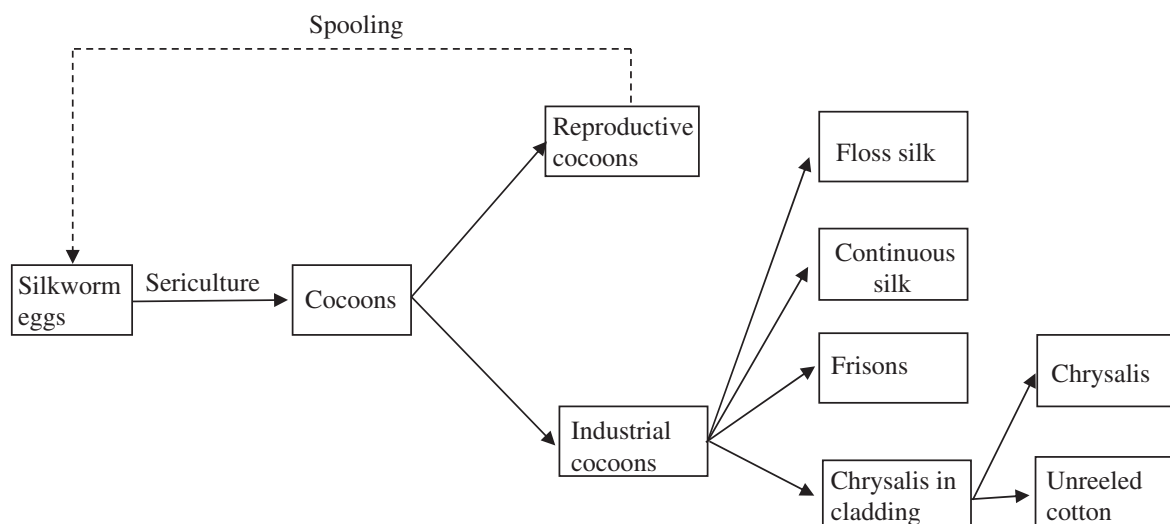 Spooling
Reproductive
cocoons
Floss silk
Silkworm
eggs
Sericulture
Cocoons
Continuous
silk
Frisons
Chrysalis
Industrial
cocoons
Chrysalis in
cladding
Unreeled
cotton